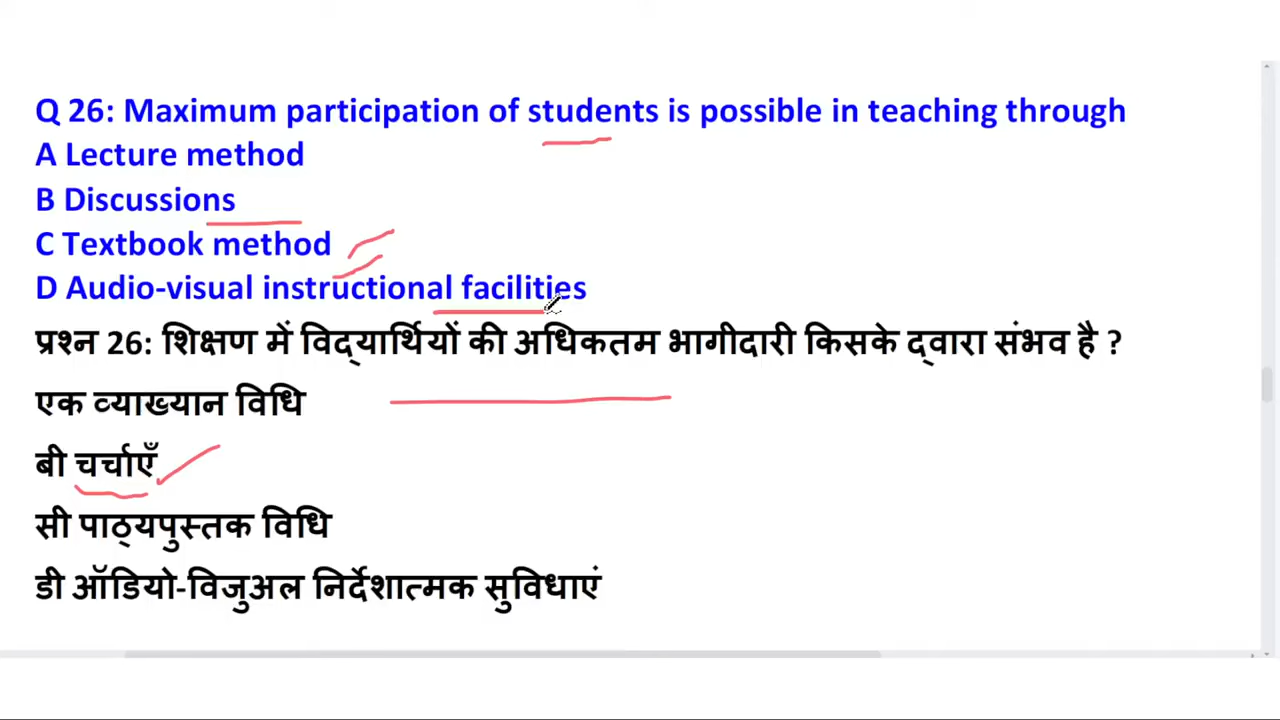 Q 26: Maximum participation of students is possible in teaching through
A Lecture method
B Discussions
C Textbook method
D Audio-visual instructional facilities
प्रश्न 26: शिक्षण में विद्यार्थियों की अधिकतम भागीदारी किसके द्वारा संभव है ?
एक व्याख्यान विधि
बी चर्चाएँ
सी पाठ्यपुस्तक विधि
डी ऑडियो-विजुअल निर्देशात्मक सुविधाएं